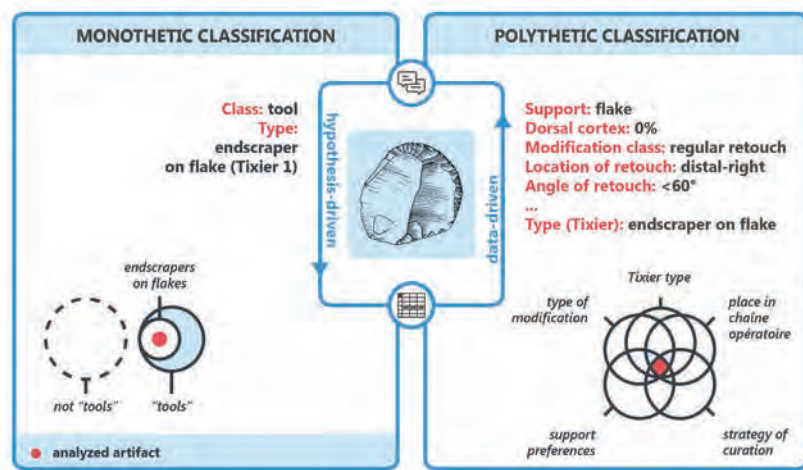 MONOTHETIC CLASSIFICATION
Class: tool
Type:
endscraper
on flake (Tixier 1)
hypothesis-driven
endscrapers
on flakes
not "tools"
"tools"
analyzed artifact
POLYTHETIC CLASSIFICATION
Support: flake
Dorsal cortex: 0%
Modification class: regular retouch
Location of retouch: distal-right
Angle of retouch: <60°
...
Type (Tixier): endscraper on flake
data-driven
Tixier type
type of
modification
place in
chaîne
opératoire
support
preferences
strategy of
curation